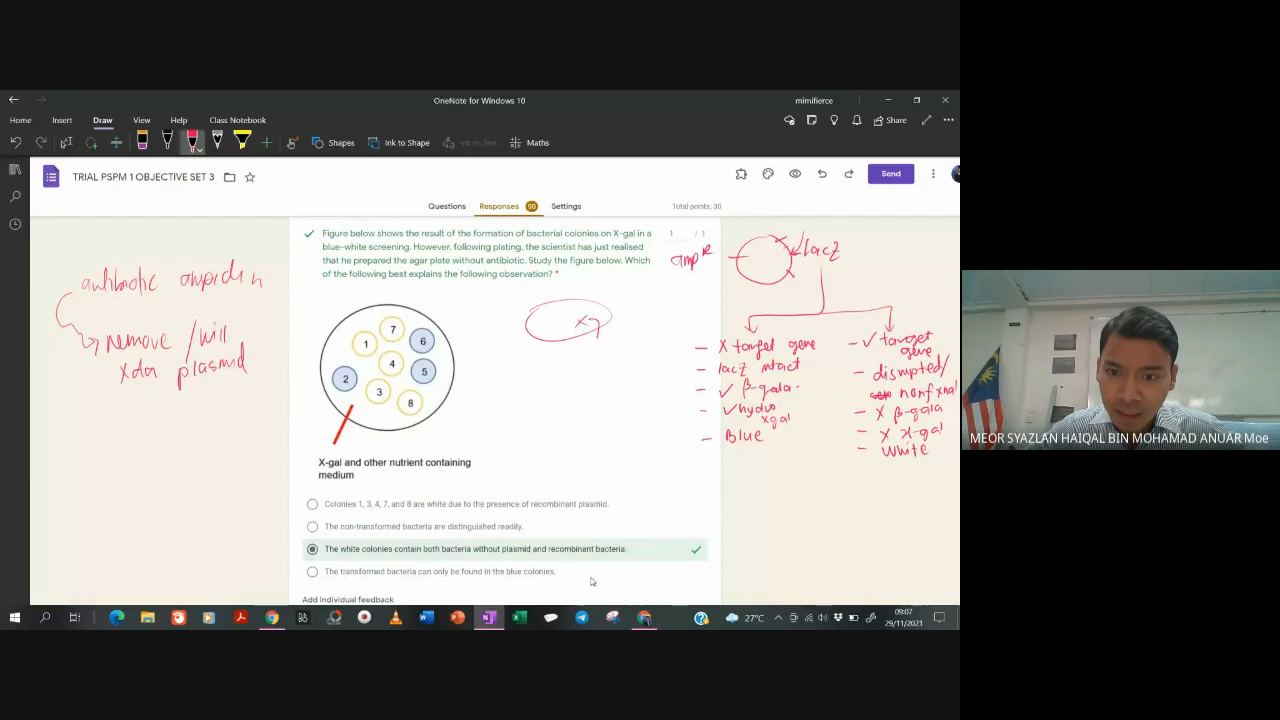 OneNote for Windows 10
mimifierce
Home
Insert
Draw
View
Help
Class Notebook
Share
Shapes
Ink to Shape
Ink to Text
Maths
TRIAL PSPM 1 OBJECTIVE SET 3
Send
Questions
Responses 90
Settings
Total points: 30
Figure below shows the result of the formation of bacterial colonies on X-gal in a
blue-white screening. However, following plating, the scientist has just realised
that he prepared the agar plate without antibiotic. Study the figure below. Which
of the following best explains the following observation? *
1 / 1
amp R
lacZ
antibiotic
remove / kill
xda plasmid
7
1
6
4
5
2
3
8
X-gal and other nutrient containing
medium
X target gene
lacZ intact
✓ β-gala
✓ hydro
xgal
Blue
✓ target
gene
disrupted/
nonfxnal
X β-gala
X x-gal
white
Colonies 1, 3, 4, 7, and 8 are white due to the presence of recombinant plasmid.
The non-transformed bacteria are distinguished readily.
The white colonies contain both bacteria without plasmid and recombinant bacteria.
The transformed bacteria can only be found in the blue colonies.
Add individual feedback
27°C
09:07
29/11/2021
MEOR SYAZLAN HAIQAL BIN MOHAMAD ANUAR Moe